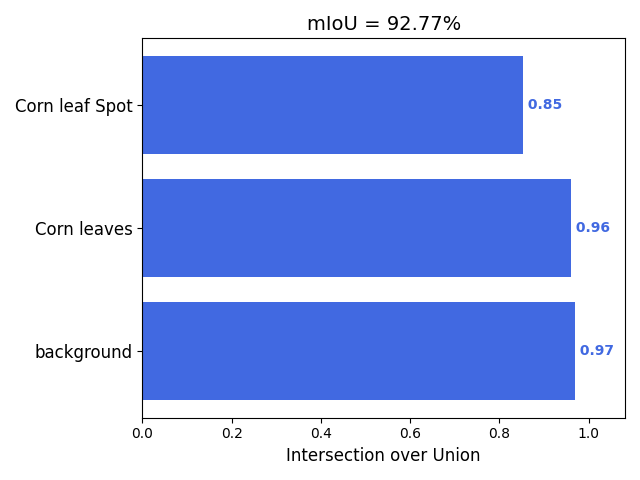 mIoU = 92.77%
Corn leaf Spot
0.85
Corn leaves
0.96
background
0.97
0.0 0.2 0.4 0.6 0.8 1.0
Intersection over Union